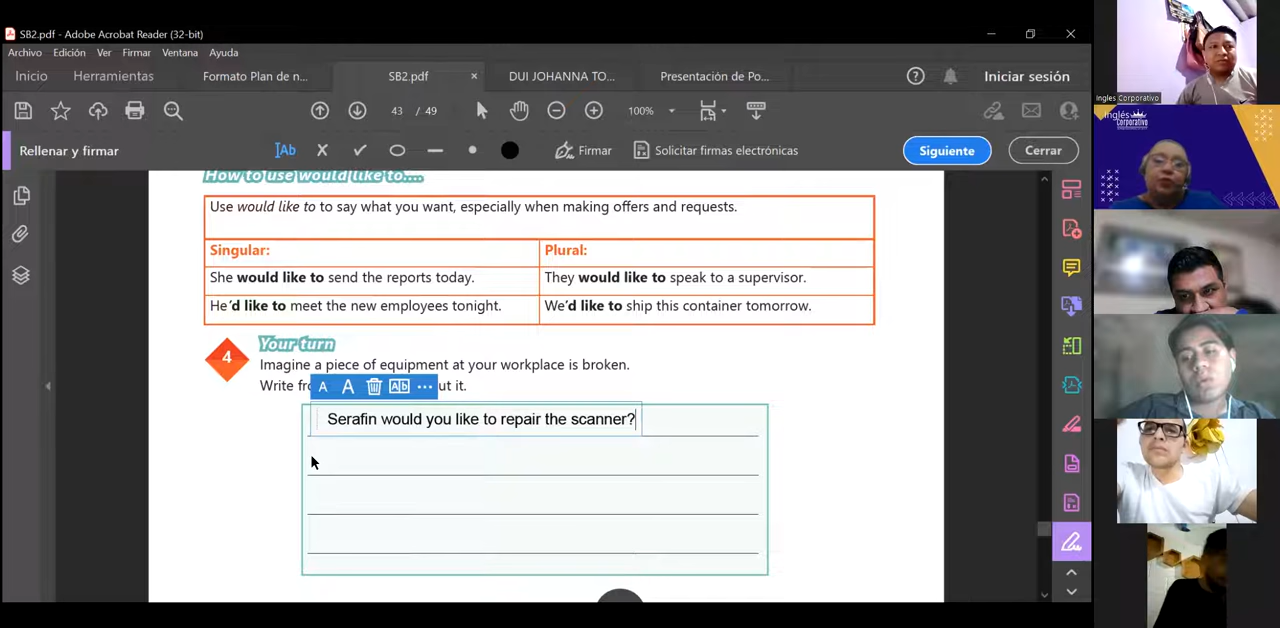 SB2.pdf - Adobe Acrobat Reader (32-bit)
Archivo Edición Ver Firmar Ventana Ayuda
Inicio Herramientas Formato Plan de n... SB2.pdf × DUI JOHANNA TO... Presentación de Po... Iniciar sesión
43 / 49 100%
Rellenar y firmar Ab Firmar Solicitar firmas electrónicas Siguiente Cerrar
How to use would like to....
Use would like to to say what you want, especially when making offers and requests.
Singular: Plural:
She would like to send the reports today. They would like to speak to a supervisor.
He'd like to meet the new employees tonight. We'd like to ship this container tomorrow.
4 Your turn
Imagine a piece of equipment at your workplace is broken.
Write ut it.
A A Ab
Serafin would you like to repair the scanner?
Ingles Corporativo
Inglés
Corporativo